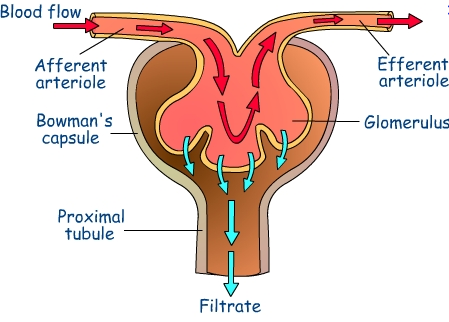 Blood flow
Afferent
arteriole
Efferent
arteriole
Bowman's
capsule
Glomerulus
Proximal
tubule
Filtrate